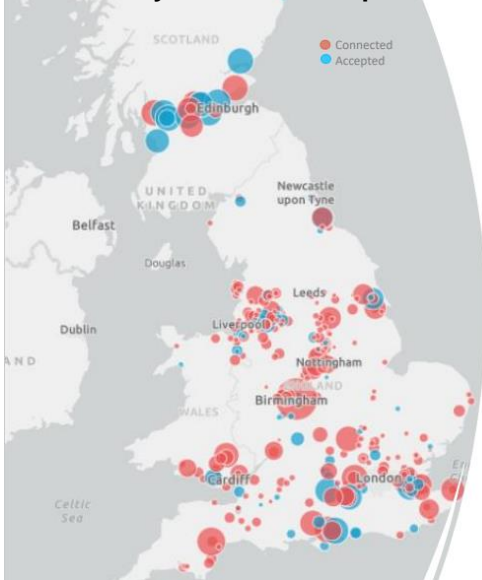 SCOTLAND
Connected
Accepted
Edinburgh
UNITED
KINGDOM
Newcastle
upon Tyne
Belfast
Douglas
Leeds
Dublin
Liverpool
AND
Nottingham
Birmingham
WALES
Cardiff
London
Celtic
Sea